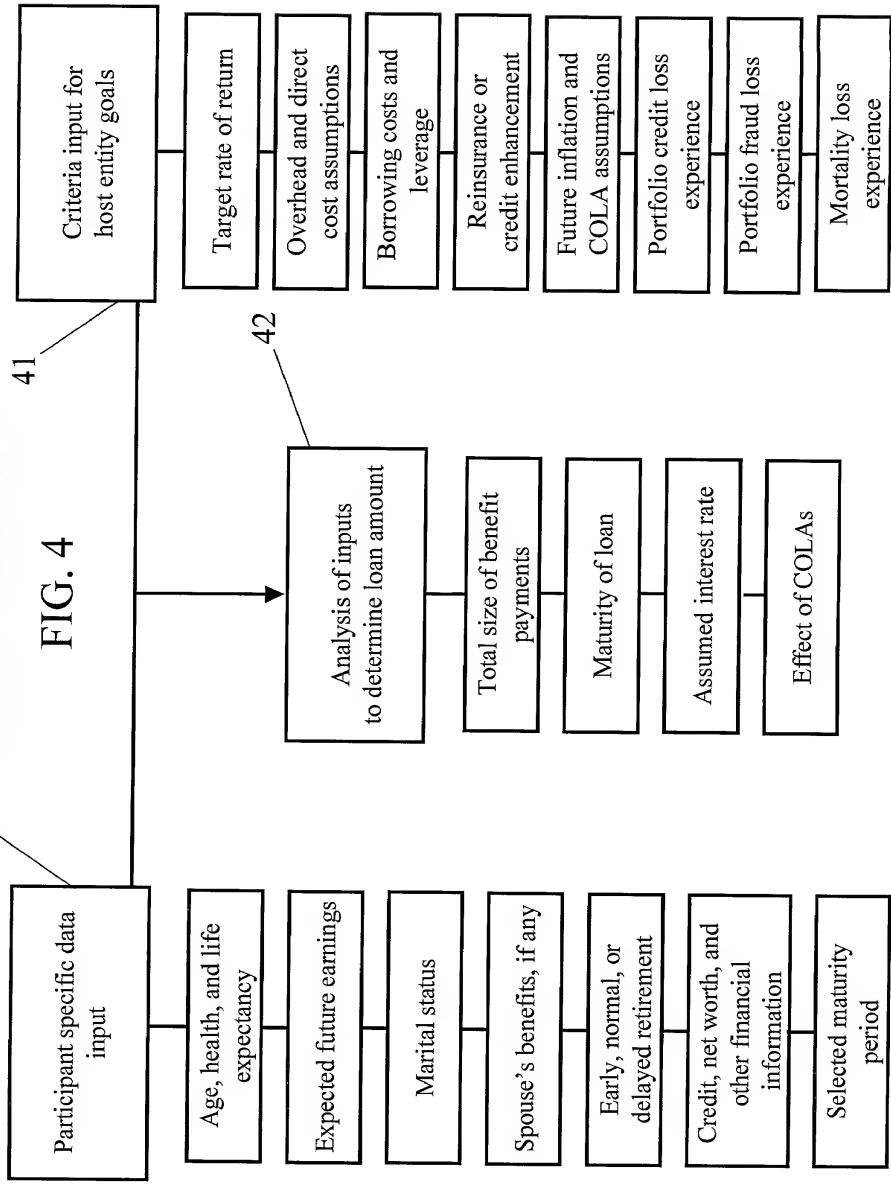 FIG. 4
Participant specific data
input
Age, health, and life
expectancy
Expected future earnings
Marital status
Spouse’s benefits, if any
Early, normal, or
delayed retirement
Credit, net worth, and
other financial
information
Selected maturity
period
42
Analysis of inputs
to determine loan amount
Total size of benefit
payments
Maturity of loan
Assumed interest rate
Effect of COLAs
41
Criteria input for
host entity goals
Target rate of return
Overhead and direct
cost assumptions
Borrowing costs and
leverage
Reinsurance or
credit enhancement
Future inflation and
COLA assumptions
Portfolio credit loss
experience
Portfolio fraud loss
experience
Mortality loss
experience